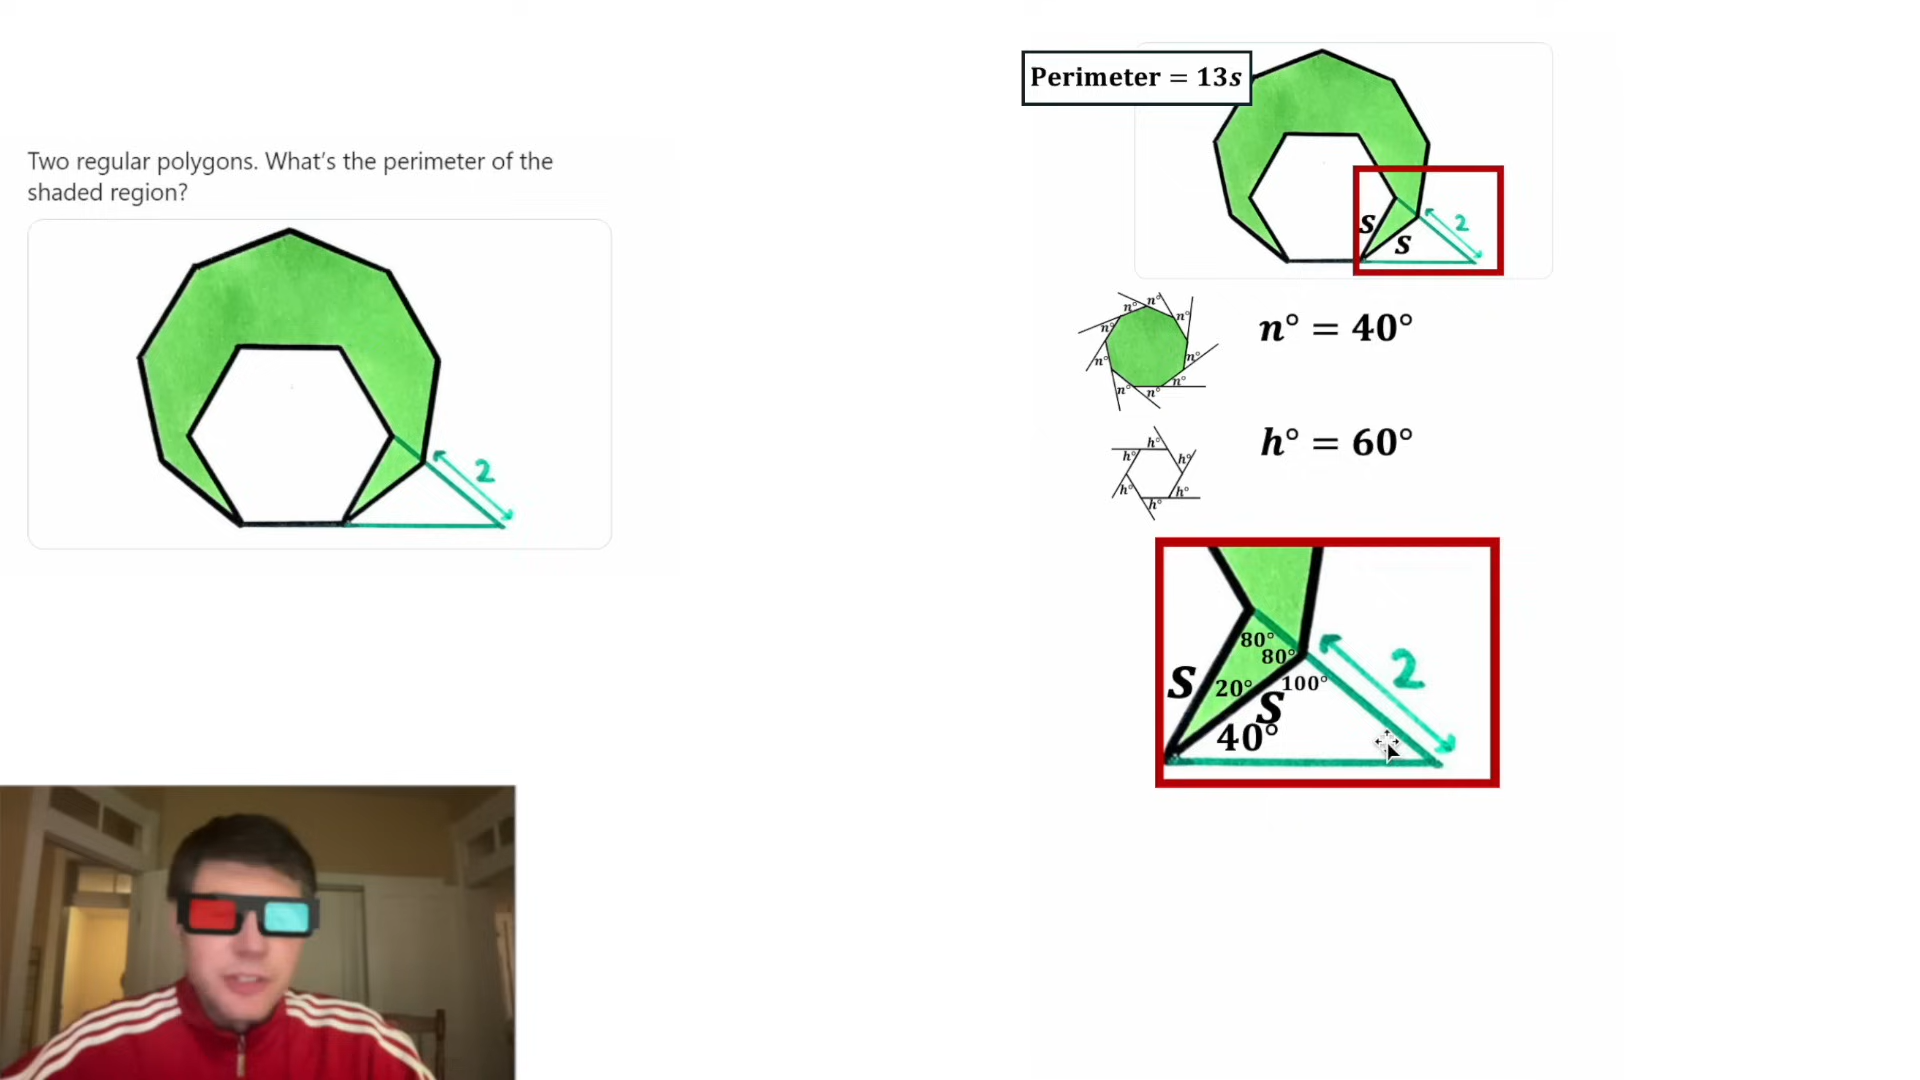 Two regular polygons. What's the perimeter of the
shaded region?
2
Perimeter = 13s
s
s
2
n° n° n° n° n° n° n° n° n°
n° = 40°
h° h° h° h° h° h°
h° = 60°
80°
80°
s 20° 100°
s
40°
2